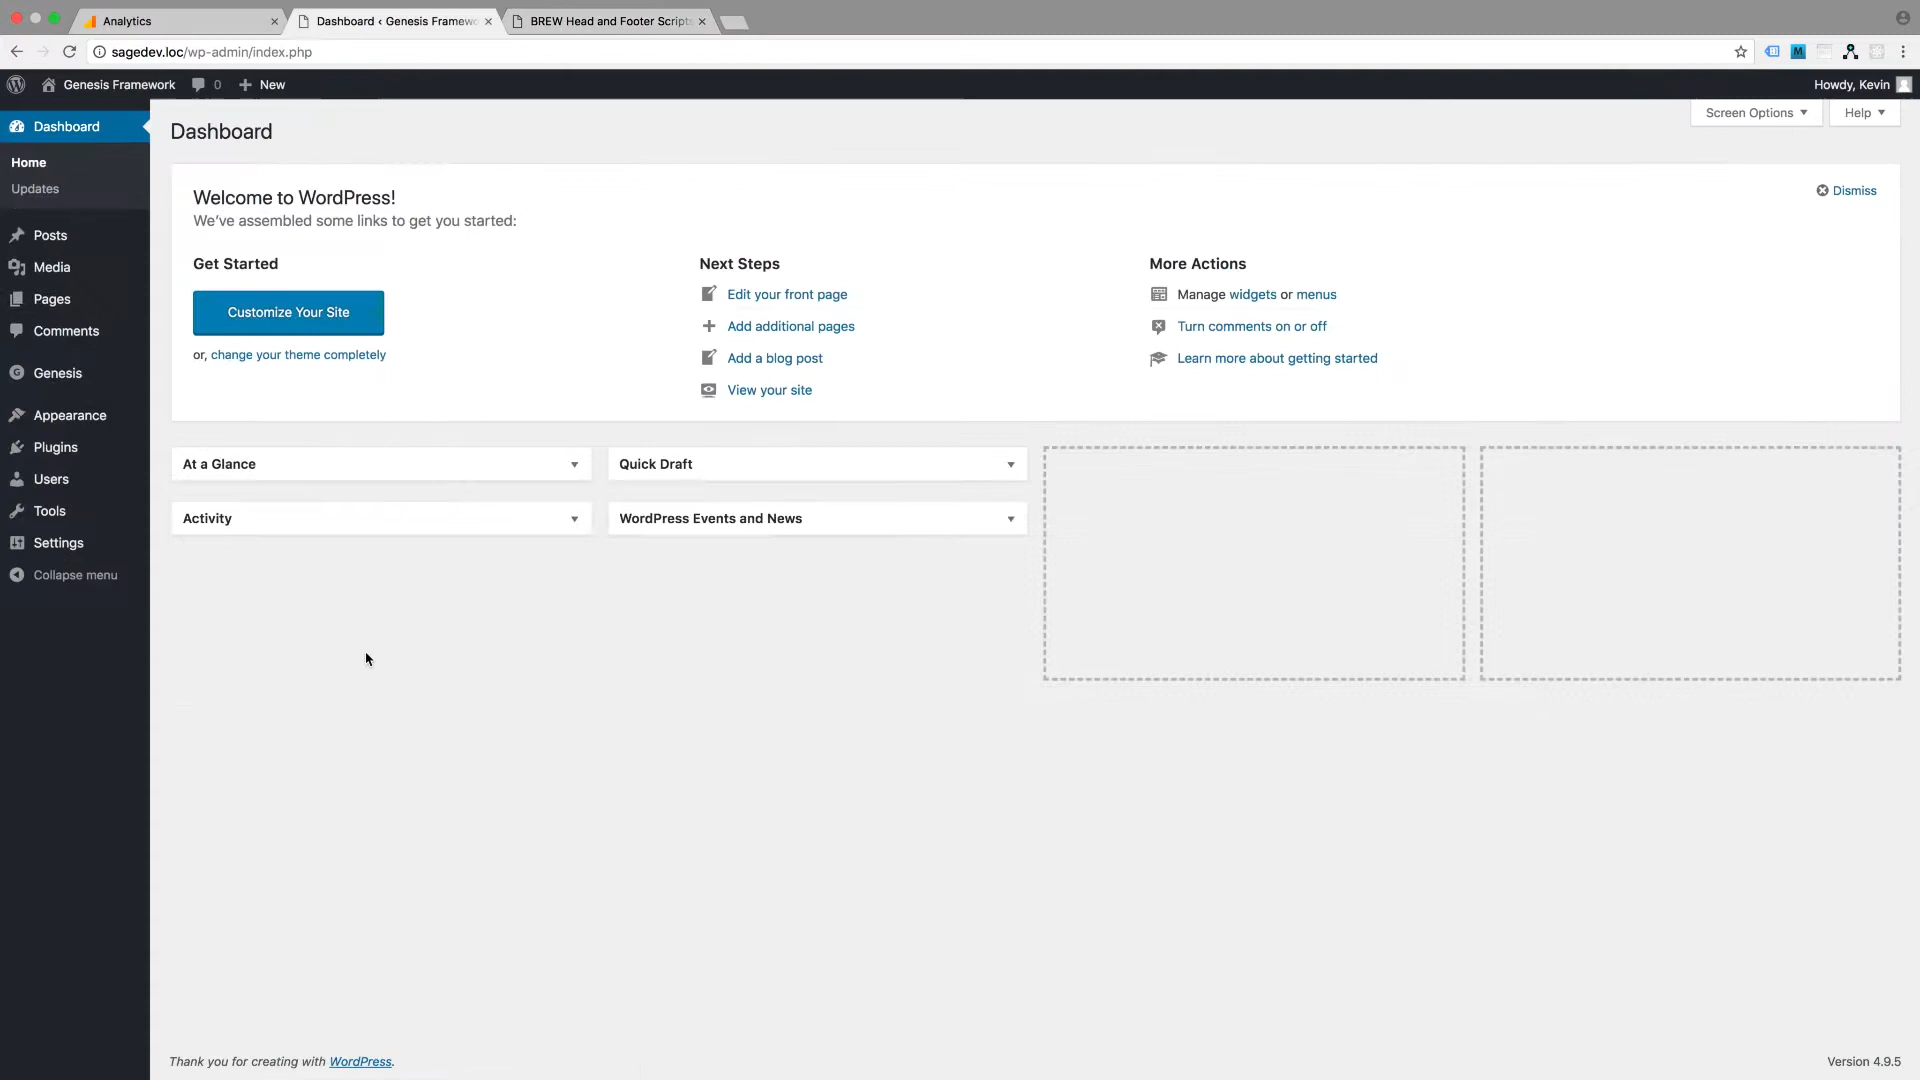 Analytics
Dashboard ‹ Genesis Framewo
BREW Head and Footer Scripts
sagedev.loc/wp-admin/index.php
M
Genesis Framework
0
New
Howdy, Kevin
Dashboard
Home
Updates
Posts
Media
Pages
Comments
G
Genesis
Appearance
Plugins
Users
Tools
Settings
Collapse menu
Dashboard
Screen Options
Help
Welcome to WordPress!
We've assembled some links to get you started:
Dismiss
Get Started
Customize Your Site
or, change your theme completely
Next Steps
Edit your front page
Add additional pages
Add a blog post
View your site
More Actions
Manage widgets or menus
Turn comments on or off
Learn more about getting started
At a Glance
Quick Draft
Activity
WordPress Events and News
Thank you for creating with WordPress.
Version 4.9.5